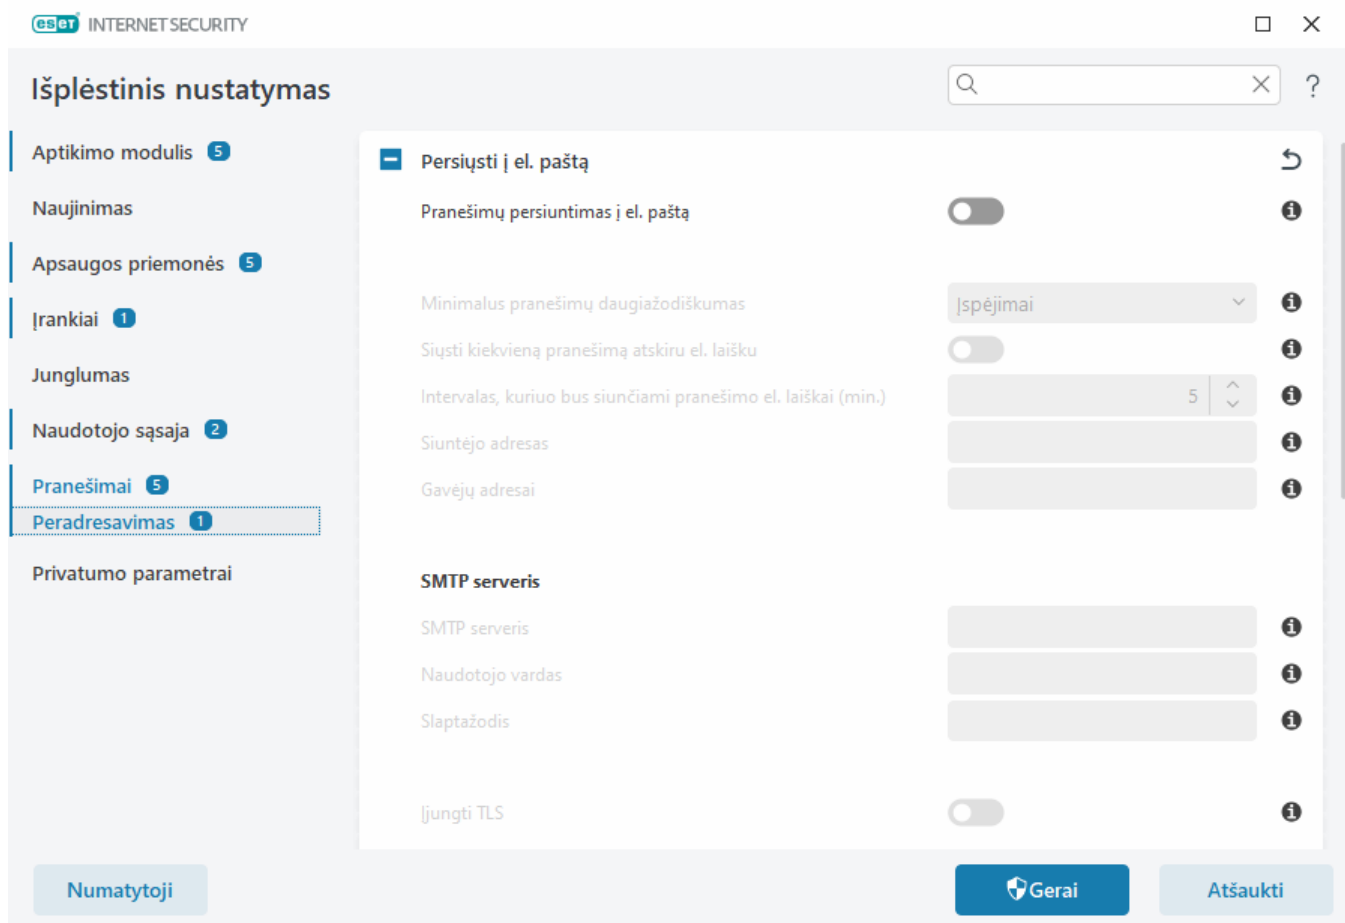 eset INTERNET SECURITY
Išplėstinis nustatymas
?
Aptikimo modulis 5
Naujinimas
Apsaugos priemonės 5
Įrankiai 1
Junglumas
Naudotojo sąsaja 2
Pranešimai 5
Peradresavimas 1
Privatumo parametrai
Persiųsti į el. paštą
Pranešimų persiuntimas į el. paštą
Minimalus pranešimų daugiažodiškumas Įspėjimai
Siųsti kiekvieną pranešimą atskiru el. laišku
Intervalas, kuriuo bus siunčiami pranešimo el. laiškai (min.) 5
Siuntėjo adresas
Gavėjų adresai
SMTP serveris
SMTP serveris
Naudotojo vardas
Slaptažodis
Įjungti TLS
Numatytoji
Gerai
Atšaukti